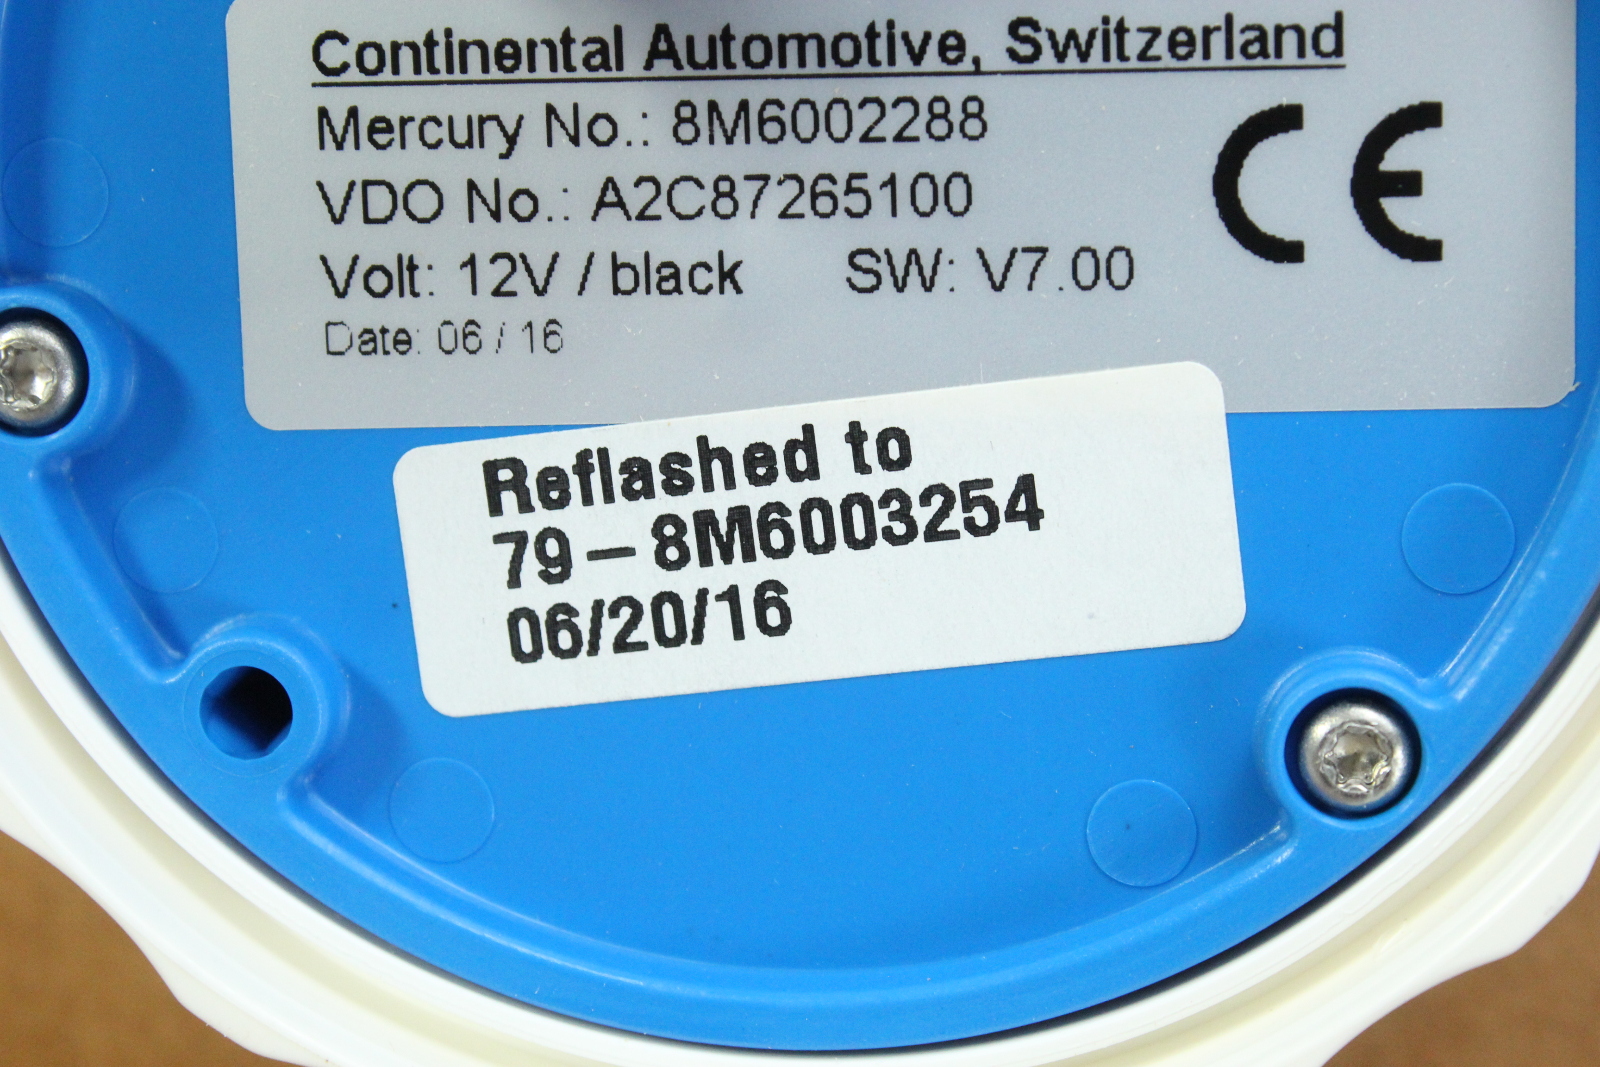 Continental Automotive, Switzerland
Mercury No.: 8M6002288
VDO No.: A2C87265100
Volt: 12V / black SW: V7.00
CE
Date: 06 / 16
Reflashed to
79-8M6003254
06/20/16